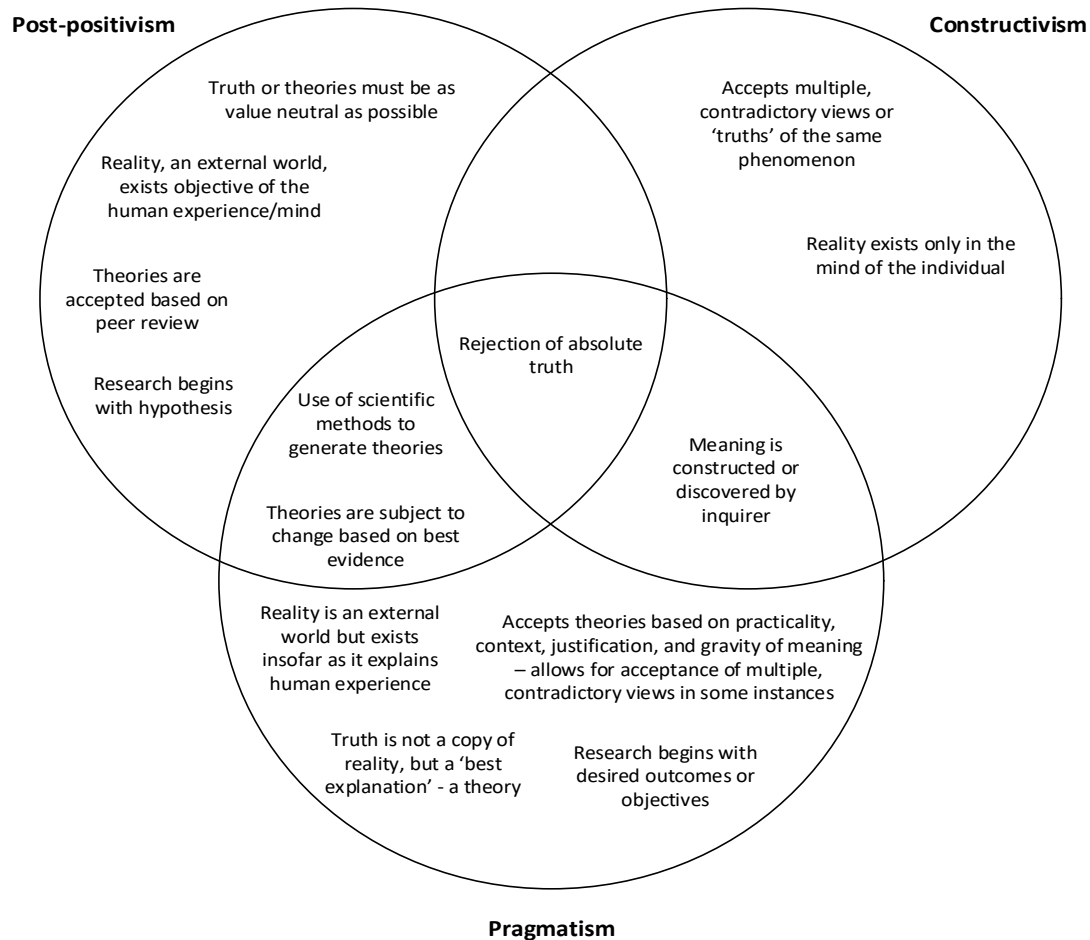 Post-positivism
Constructivism
Truth or theories must be as
value neutral as possible
Accepts multiple,
contradictory views or
‘truths’ of the same
phenomenon
Reality, an external world,
exists objective of the
human experience/mind
Reality exists only in the
mind of the individual
Theories are
accepted based on
peer review
Rejection of absolute
truth
Research begins
with hypothesis
Use of scientific
methods to
generate theories
Meaning is
constructed or
discovered by
inquirer
Theories are subject to
change based on best
evidence
Reality is an external
world but exists
insofar as it explains
human experience
Accepts theories based on practicality,
context, justification, and gravity of meaning
– allows for acceptance of multiple,
contradictory views in some instances
Truth is not a copy of
reality, but a ‘best
explanation’ - a theory
Research begins with
desired outcomes or
objectives
Pragmatism